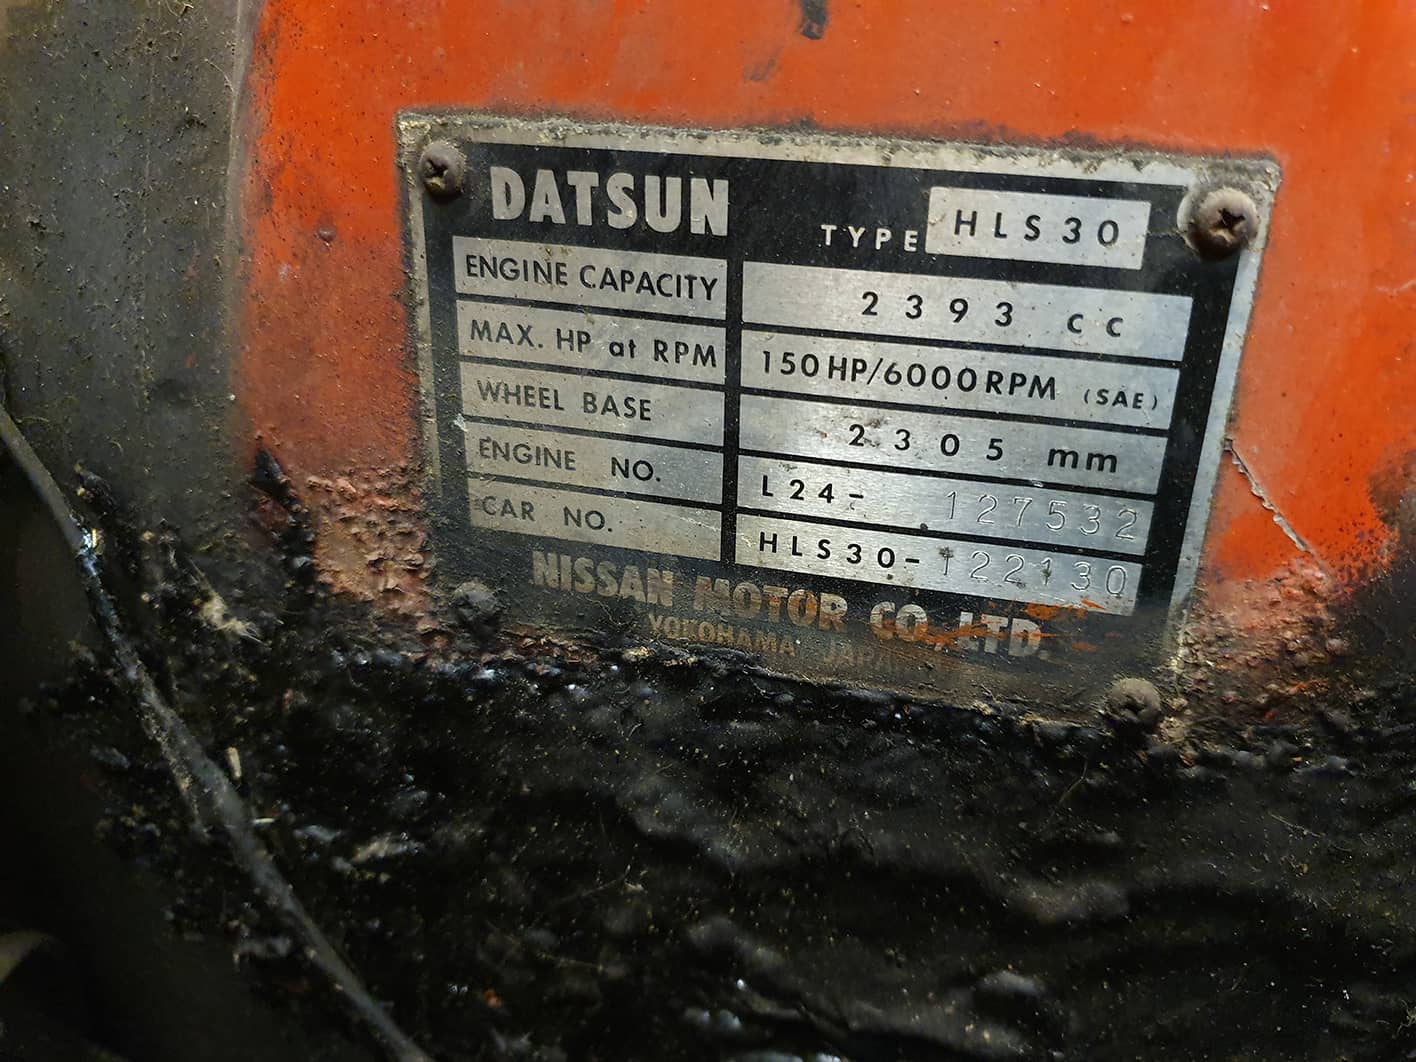 DATSUN
TYPE HLS30
ENGINE CAPACITY 2393 cc
MAX. HP at RPM 150HP/6000RPM (SAE)
WHEEL BASE 2305 mm
ENGINE NO. L24- 127532
CAR NO. HLS30-122130
NISSAN MOTOR CO., LTD.
YOKOHAMA JAPAN